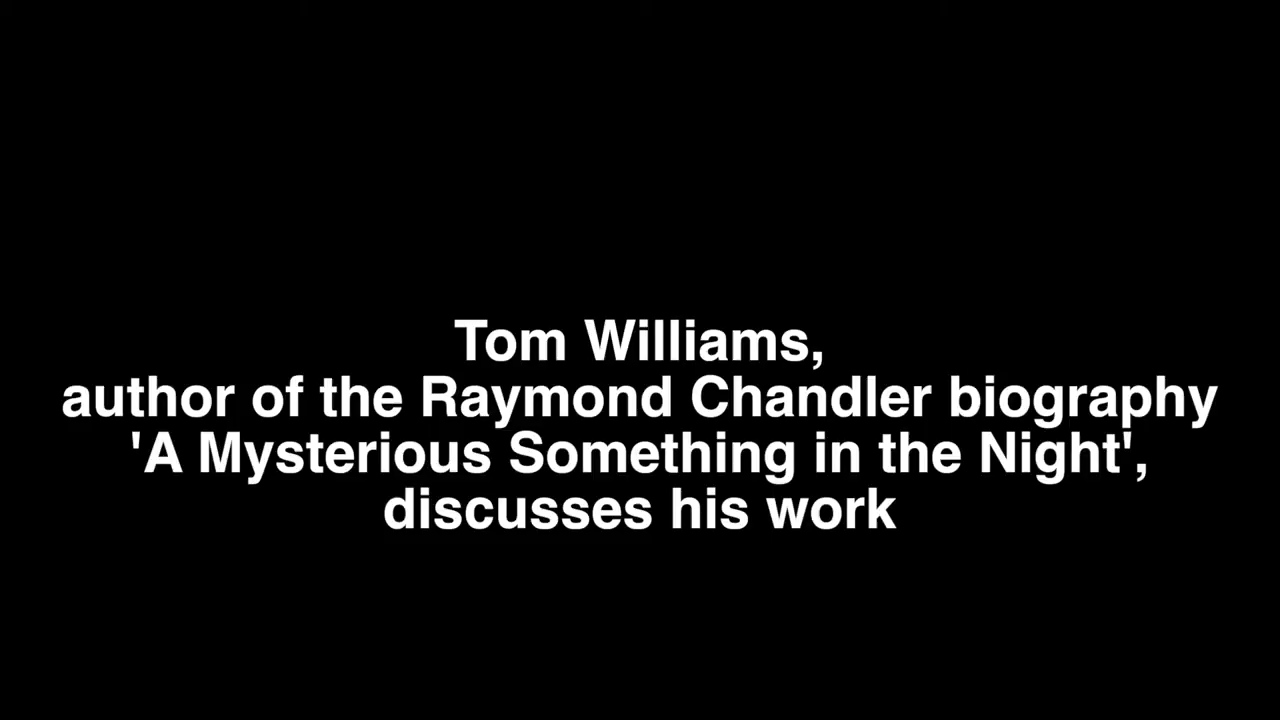 Tom Williams,
author of the Raymond Chandler biography
'A Mysterious Something in the Night',
discusses his work